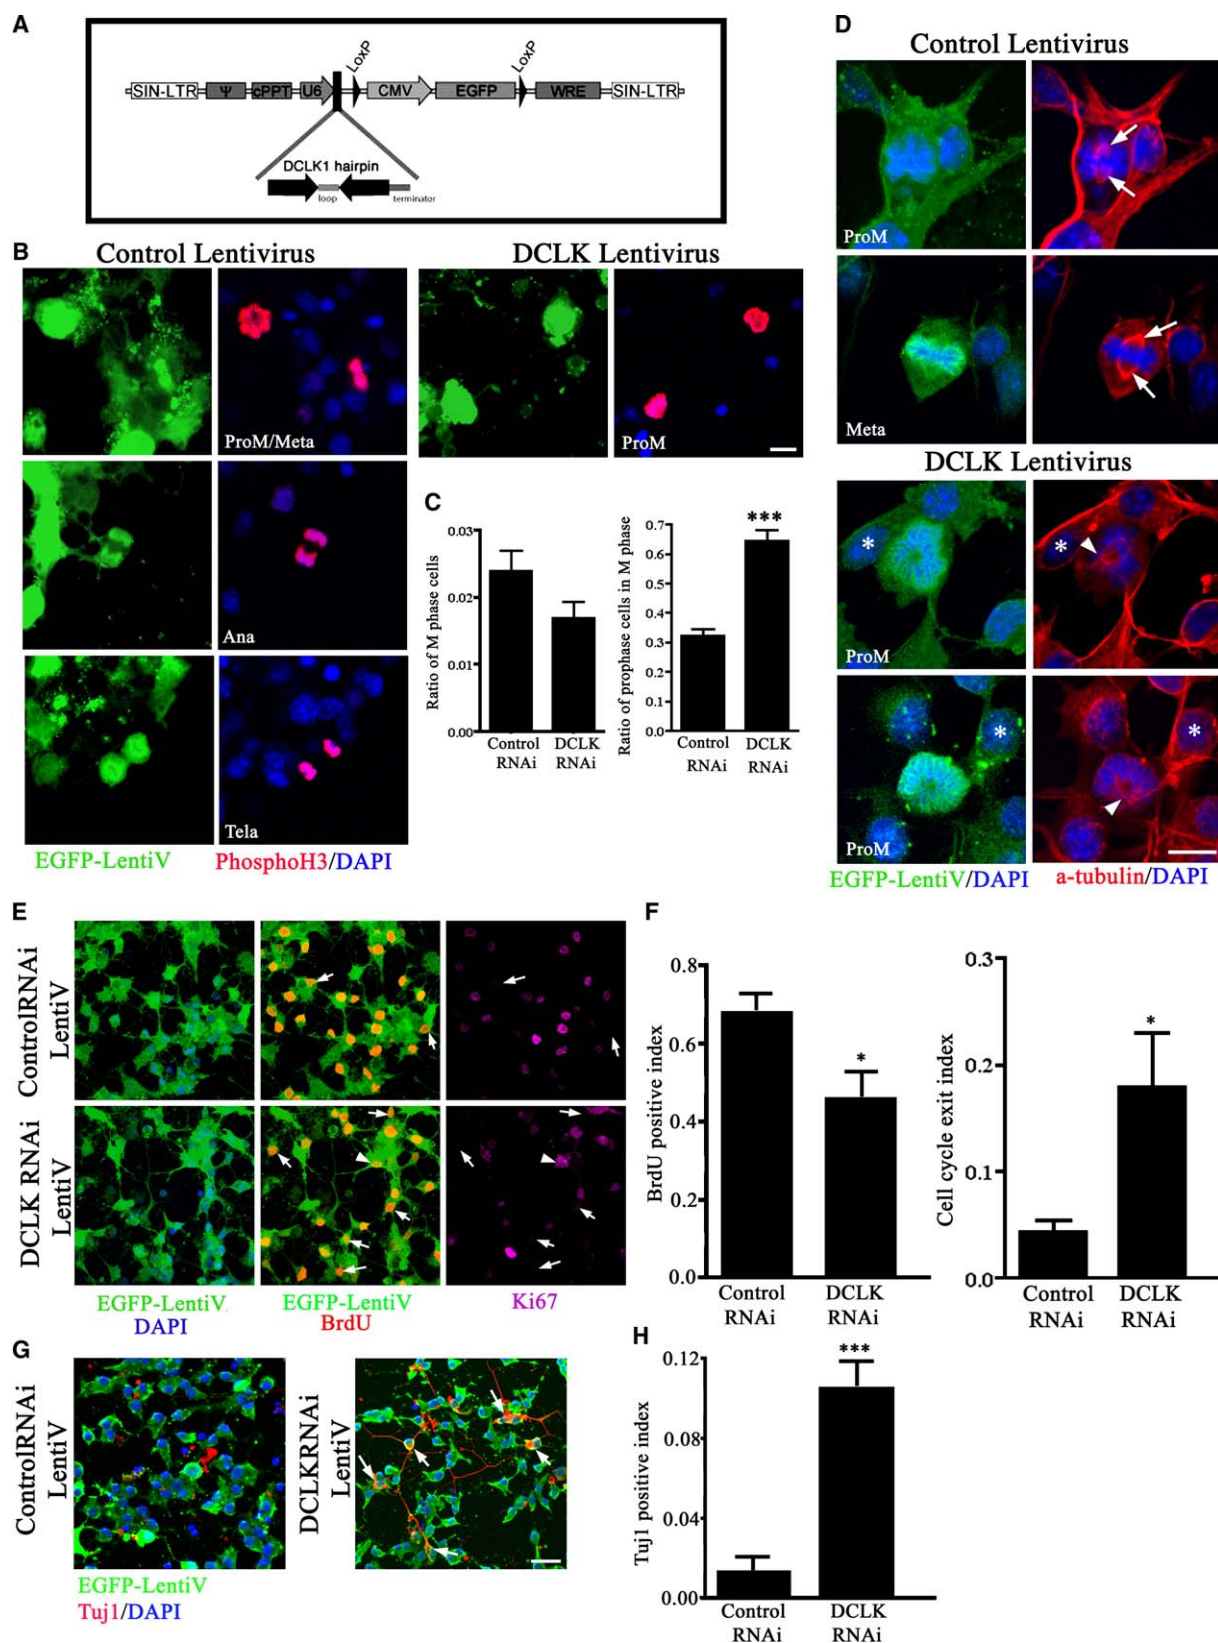 A
LoxP
LoxP
SIN-LTR Ψ cPPT U6 CMV EGFP WRE SIN-LTR
DCLK1 hairpin
loop
terminator
B
Control Lentivirus
DCLK Lentivirus
ProM/Meta
ProM
Ana
Tela
EGFP-LentiV
PhosphoH3/DAPI
C
Ratio of M phase cells
0.03
0.02
0.01
0.00
Control RNAi
DCLK RNAi
Ratio of prophase cells in M phase
0.7
0.6
0.5
0.4
0.3
0.2
0.1
0.0
***
Control RNAi
DCLK RNAi
D
Control Lentivirus
ProM
Meta
DCLK Lentivirus
*
*
ProM
*
*
ProM
EGFP-LentiV/DAPI
a-tubulin/DAPI
E
ControlRNAi
LentiV
DCLK RNAi
LentiV
EGFP-LentiV
DAPI
EGFP-LentiV
BrdU
Ki67
F
BrdU positive index
0.8
0.6
0.4
0.2
0.0
*
Control
RNAi
DCLK
RNAi
Cell cycle exit index
0.3
0.2
0.1
0.0
*
Control
RNAi
DCLK
RNAi
G
ControlRNAi
LentiV
DCLKRNAi
LentiV
EGFP-LentiV
Tuj1/DAPI
H
Tuj1 positive index
0.12
0.08
0.04
0.00
***
Control
RNAi
DCLK
RNAi